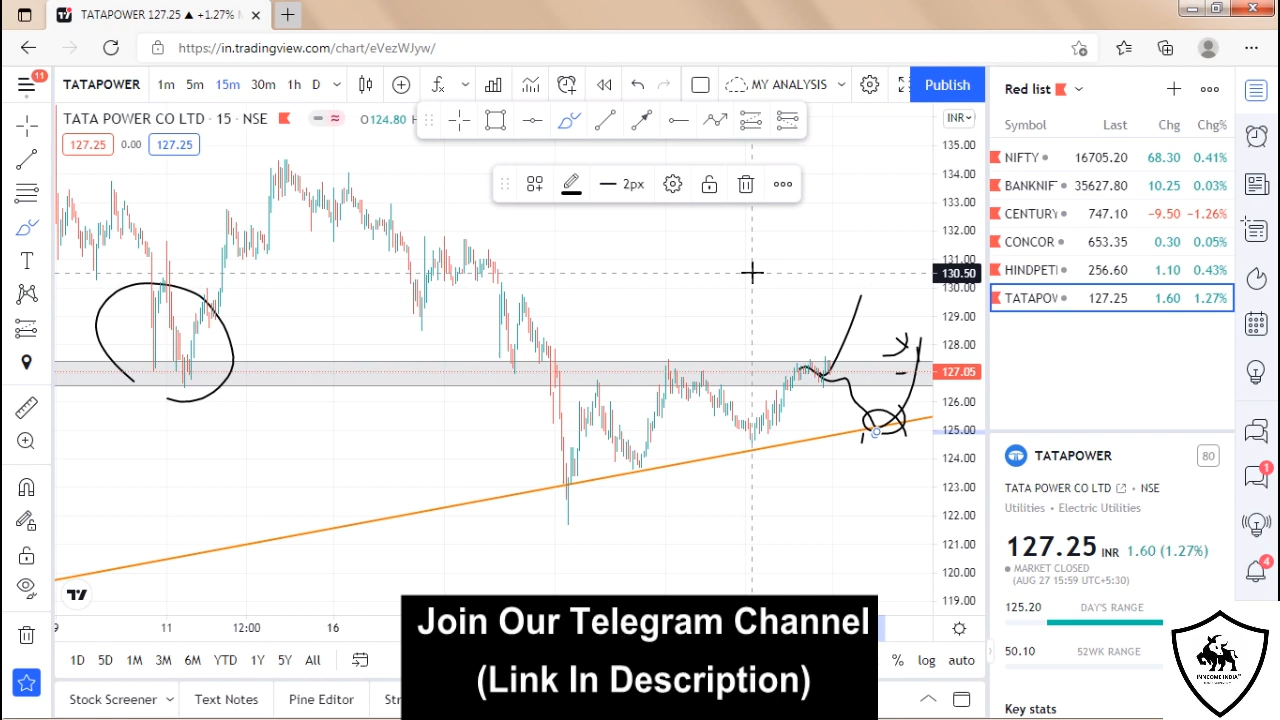 TATAPOWER 127.25 ▲ +1.27%
https://in.tradingview.com/chart/eVezWJyw/
11
TATAPOWER 1m 5m 15m 30m 1h D MY ANALYSIS Publish
TATA POWER CO LTD · 15 · NSE O124.80 H
127.25 0.00 127.25
2px
INR
135.00
134.00
133.00
132.00
131.00
130.50
130.00
129.00
128.00
127.05
126.00
125.00
124.00
123.00
122.00
121.00
120.00
119.00
9 11 12:00 16
1D 5D 1M 3M 6M YTD 1Y 5Y All % log auto
Stock Screener Text Notes Pine Editor Str
Join Our Telegram Channel
(Link In Description)
Red list
Symbol Last Chg Chg%
NIFTY 16705.20 68.30 0.41%
BANKNIF 35627.80 10.25 0.03%
CENTURY 747.10 −9.50 −1.26%
CONCOR 653.35 0.30 0.05%
HINDPETI 256.60 1.10 0.43%
TATAPOV 127.25 1.60 1.27%
TATAPOWER 80
TATA POWER CO LTD • NSE
Utilities • Electric Utilities
127.25 INR 1.60 (1.27%)
MARKET CLOSED
(AUG 27 15:59 UTC+5:30)
125.20 DAY'S RANGE
50.10 52WK RANGE
Key stats
1
4
INNCOME INDIA